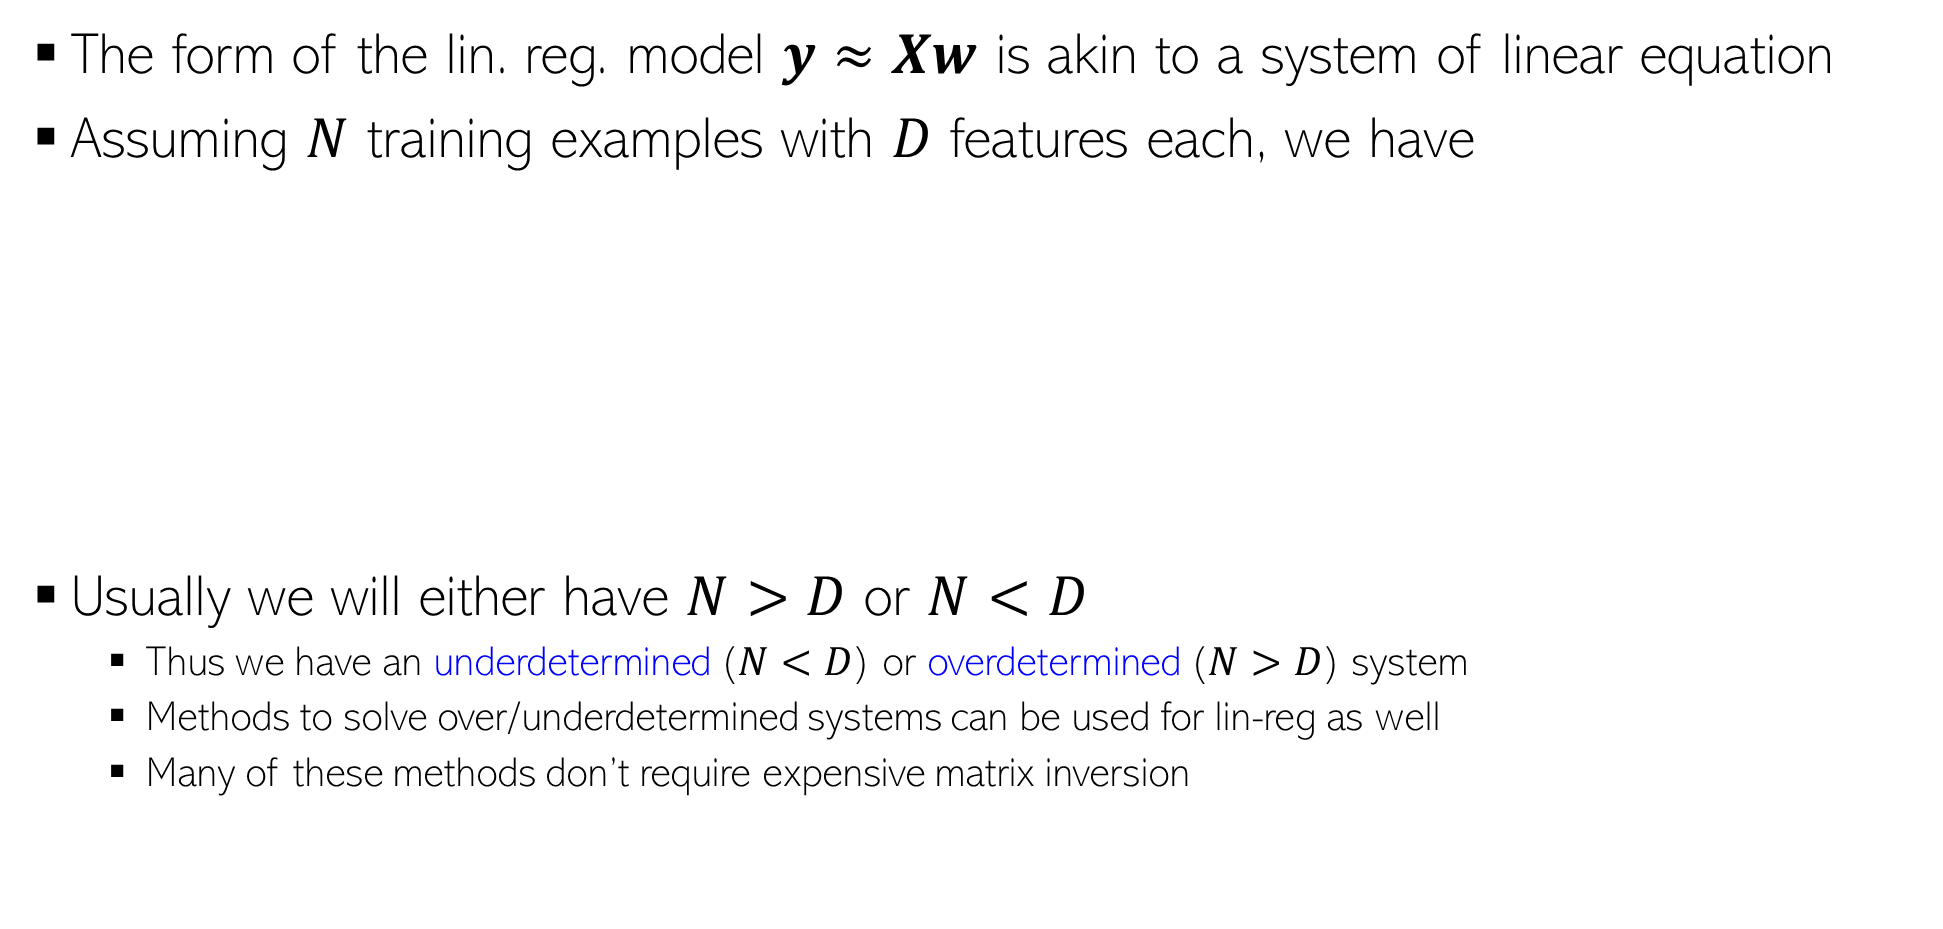 ▪ The form of the lin. reg. model 𝒚 ≈ 𝑿𝒘 is akin to a system of linear equation
▪ Assuming 𝑵 training examples with 𝑫 features each, we have
▪ Usually we will either have 𝑵 > 𝑫 or 𝑵 < 𝑫
▪ Thus we have an underdetermined (𝑵 < 𝑫) or overdetermined (𝑵 > 𝑫) system
▪ Methods to solve over/underdetermined systems can be used for lin-reg as well
▪ Many of these methods don't require expensive matrix inversion